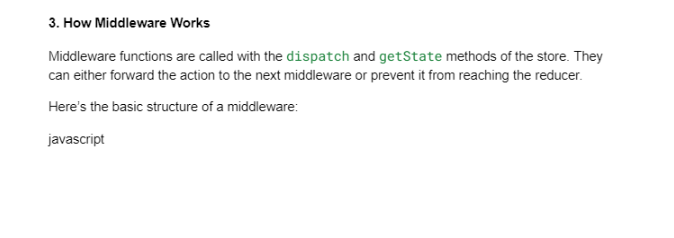 3. How Middleware Works
Middleware functions are called with the dispatch and getState methods of the store. They
can either forward the action to the next middleware or prevent it from reaching the reducer.
Here's the basic structure of a middleware:
javascript